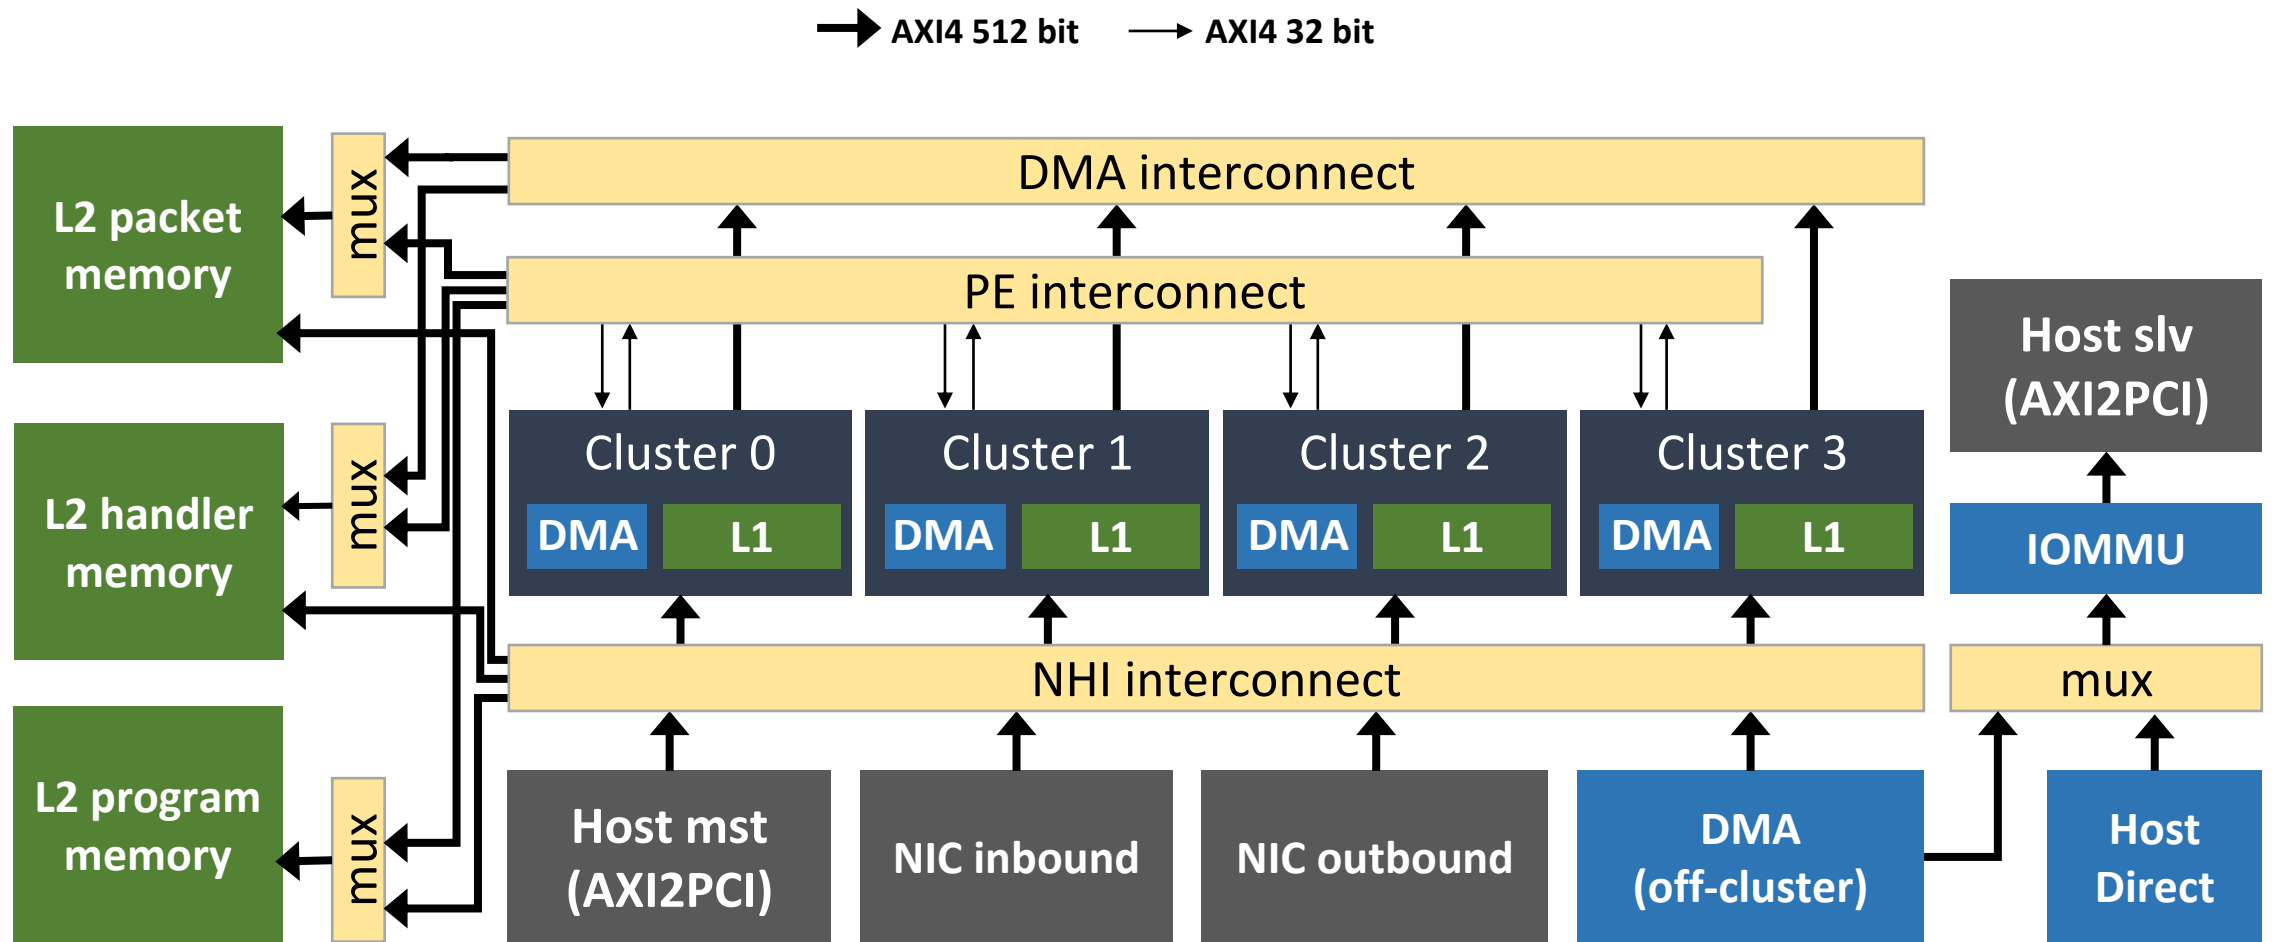 AXI4 512 bit
AXI4 32 bit
L2 packet
memory
mux
DMA interconnect
PE interconnect
Host slv
(AXI2PCI)
L2 handler
memory
mux
Cluster 0
DMA
L1
Cluster 1
DMA
L1
Cluster 2
DMA
L1
Cluster 3
DMA
L1
IOMMU
NHI interconnect
mux
L2 program
memory
mux
Host mst
(AXI2PCI)
NIC inbound
NIC outbound
DMA
(off-cluster)
Host
Direct